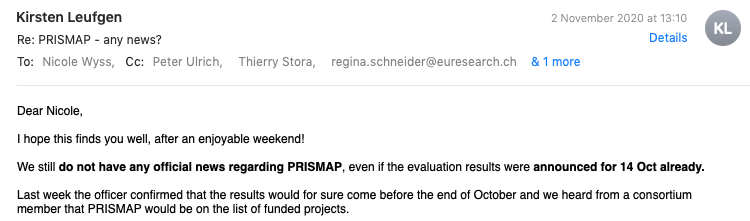 Kirsten Leufgen
2 November 2020 at 13:10
KL
Re: PRISMAP - any news?
Details
To: Nicole Wyss, Cc: Peter Ulrich, Thierry Stora, regina.schneider@euresearch.ch & 1 more
Dear Nicole,
I hope this finds you well, after an enjoyable weekend!
We still do not have any official news regarding PRISMAP, even if the evaluation results were announced for 14 Oct already.
Last week the officer confirmed that the results would for sure come before the end of October and we heard from a consortium
member that PRISMAP would be on the list of funded projects.